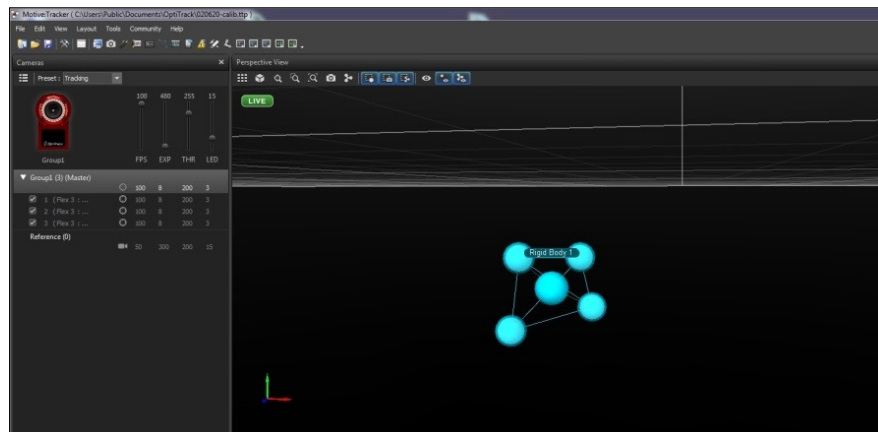 MotiveTracker ( C:\Users\Public\Documents\OptiTrack\020620-calib.ttp )
File Edit View Layout Tools Community Help
Cameras
Preset : Tracking
100 480 255 15
Group1
FPS EXP THR LED
Group1 (3) (Master)
100 8 200 3
1 ( Flex 3 : ... 100 8 200 3
2 ( Flex 3 : ... 100 8 200 3
3 ( Flex 3 : ... 100 8 200 3
Reference (0)
50 300 200 15
Perspective View
LIVE
Rigid Body 1